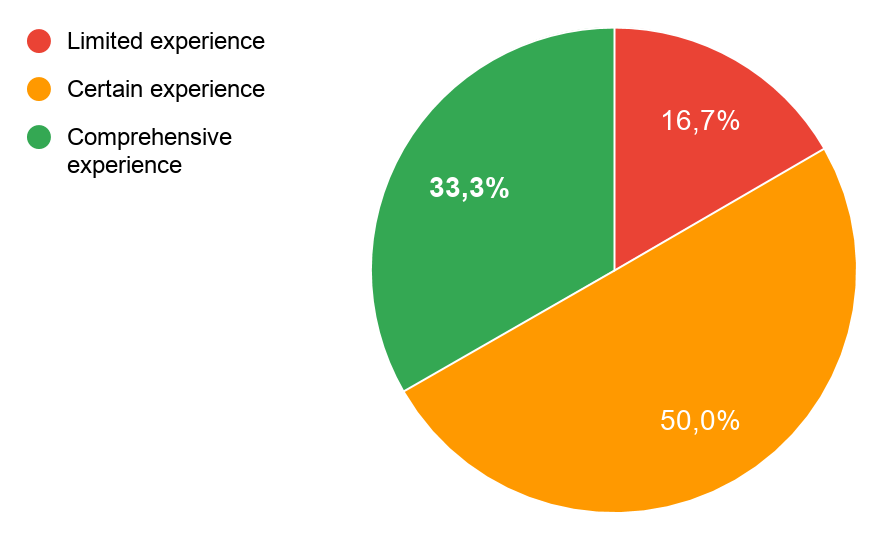 Limited experience
Certain experience
Comprehensive
experience
16,7%
33,3%
50,0%